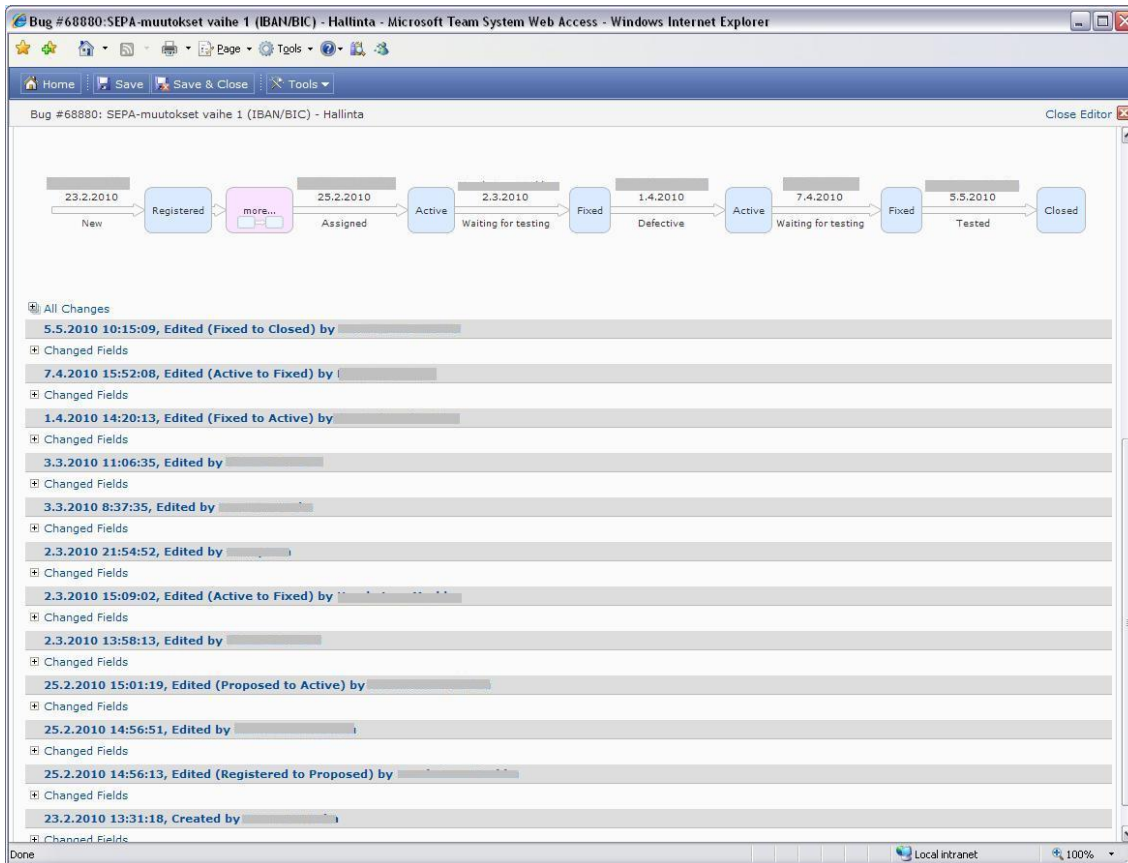 Bug #68880:SEPA-muutokset vaihe 1 (IBAN/BIC) - Hallinta - Microsoft Team System Web Access - Windows Internet Explorer
Page Tools
Home Save Save & Close Tools
Bug #68880: SEPA-muutokset vaihe 1 (IBAN/BIC) - Hallinta Close Editor
23.2.2010 25.2.2010 2.3.2010 1.4.2010 7.4.2010 5.5.2010
Registered more... Active Fixed Active Fixed Closed
New Assigned Waiting for testing Defective Waiting for testing Tested
All Changes
5.5.2010 10:15:09, Edited (Fixed to Closed) by
Changed Fields
7.4.2010 15:52:08, Edited (Active to Fixed) by
Changed Fields
1.4.2010 14:20:13, Edited (Fixed to Active) by
Changed Fields
3.3.2010 11:06:35, Edited by
Changed Fields
3.3.2010 8:37:35, Edited by
Changed Fields
2.3.2010 21:54:52, Edited by
Changed Fields
2.3.2010 15:09:02, Edited (Active to Fixed) by
Changed Fields
2.3.2010 13:58:13, Edited by
Changed Fields
25.2.2010 15:01:19, Edited (Proposed to Active) by
Changed Fields
25.2.2010 14:56:51, Edited by
Changed Fields
25.2.2010 14:56:13, Edited (Registered to Proposed) by
Changed Fields
23.2.2010 13:31:18, Created by
Changed Fields
Done Local intranet 100%